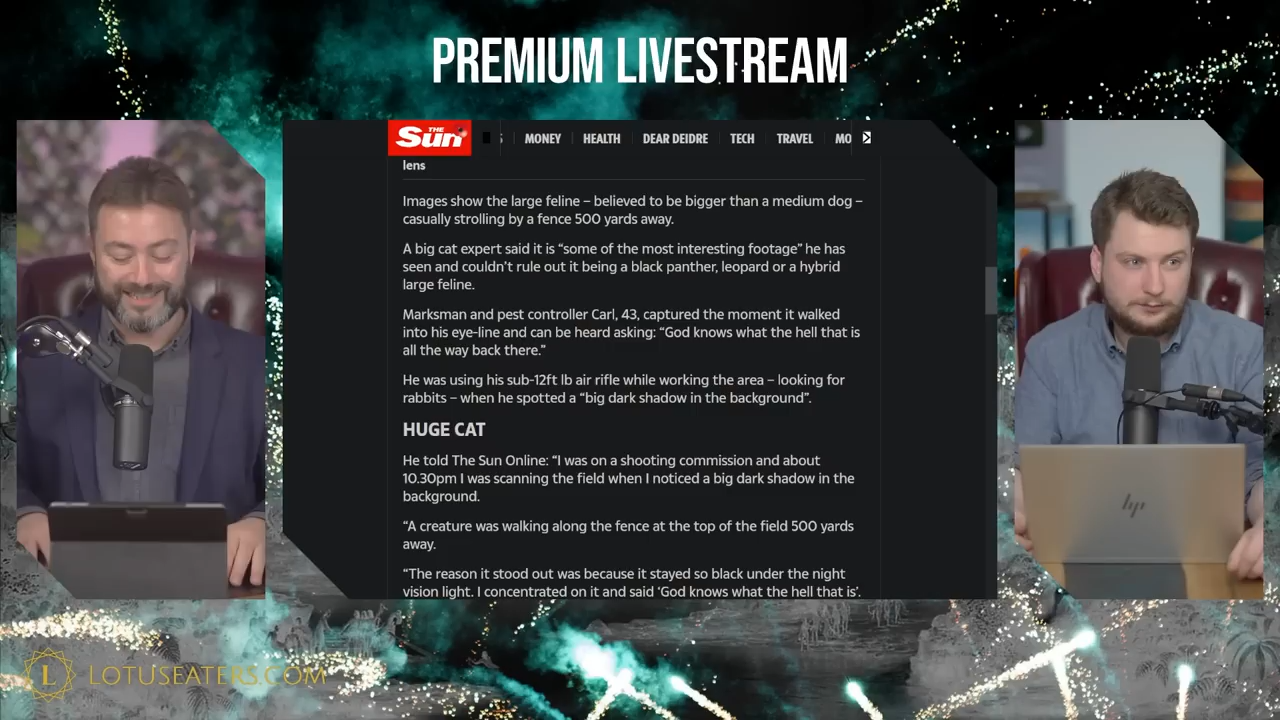 PREMIUM LIVESTREAM
THE
Sun
MONEY
HEALTH
DEAR DEIDRE
TECH
TRAVEL
MO
lens
Images show the large feline – believed to be bigger than a medium dog –
casually strolling by a fence 500 yards away.
A big cat expert said it is “some of the most interesting footage” he has
seen and couldn’t rule out it being a black panther, leopard or a hybrid
large feline.
Marksman and pest controller Carl, 43, captured the moment it walked
into his eye-line and can be heard asking: “God knows what the hell that is
all the way back there.”
He was using his sub-12ft lb air rifle while working the area – looking for
rabbits – when he spotted a “big dark shadow in the background”.
HUGE CAT
He told The Sun Online: “I was on a shooting commission and about
10.30pm I was scanning the field when I noticed a big dark shadow in the
background.
“A creature was walking along the fence at the top of the field 500 yards
away.
“The reason it stood out was because it stayed so black under the night
vision light. I concentrated on it and said ‘God knows what the hell that is’.
hp
L
LOTUSEATERS.COM